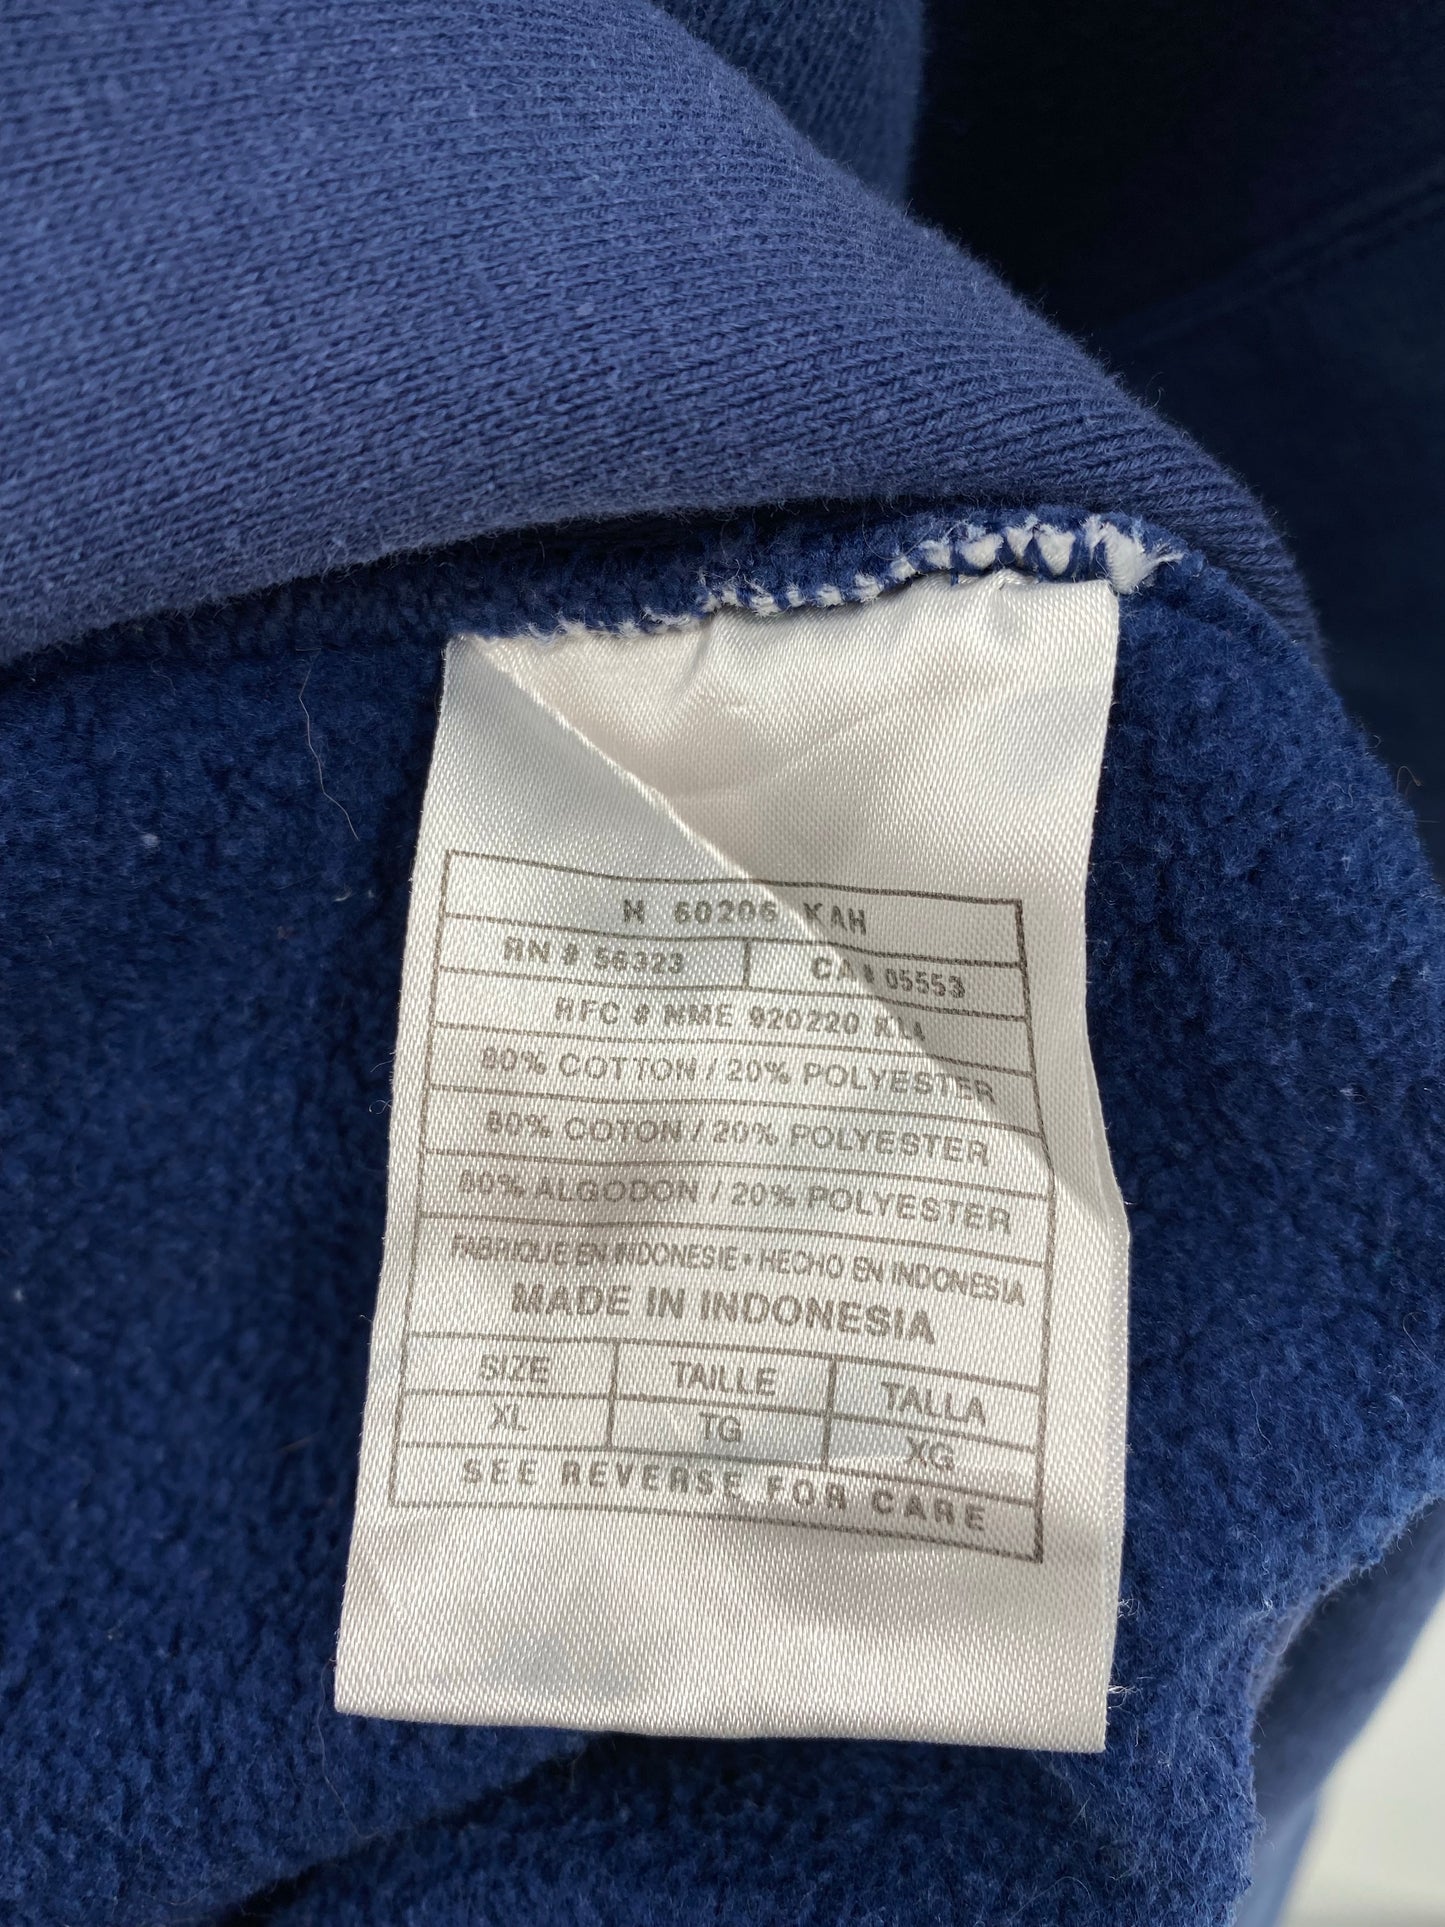 60206 KAH
RN # 56323 CA # 05553
RFC # NME 920220
80% COTTON / 20% POLYESTER
80% COTON / 20% POLYESTER
80% ALGODON / 20% POLYESTER
FABRIQUE EN INDONESIE • HECHO EN INDONESIA
MADE IN INDONESIA
SIZE TAILLE TALLA
XL TG XG
SEE REVERSE FOR CARE